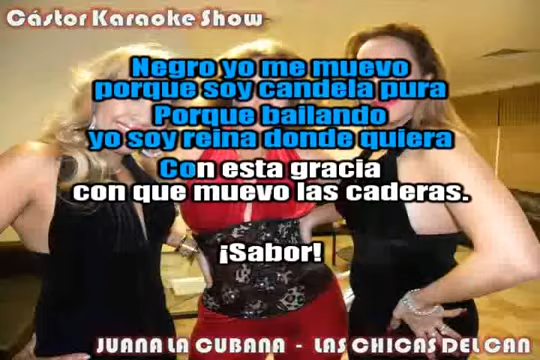 Cástor Karaoke Show
Negro yo me muevo
porque soy candela pura
Porque bailando
yo soy reina donde quiera
Con esta gracia
con que muevo las caderas.
¡Sabor!
JUANA LA CUBANA - LAS CHICAS DEL CAN